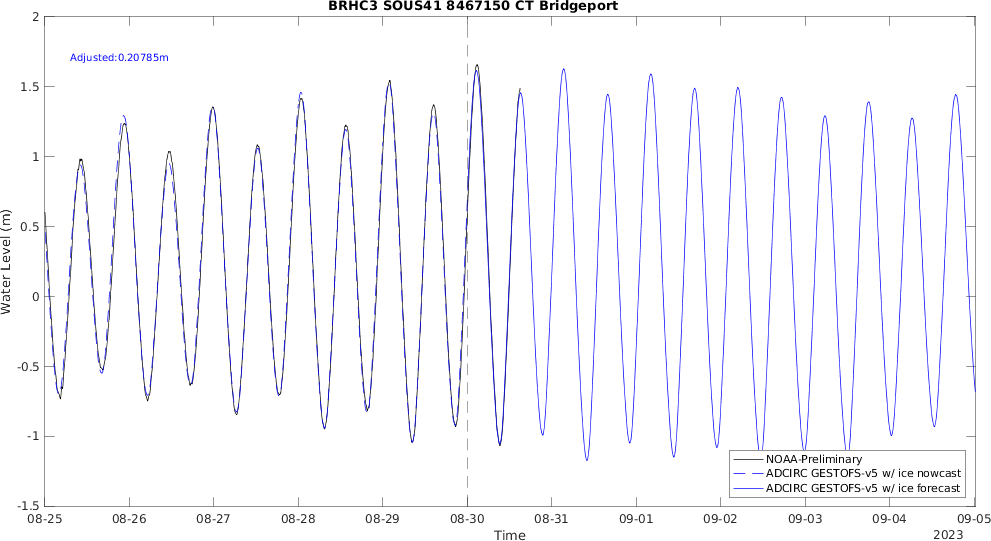 BRHC3 SOUS41 8467150 CT Bridgeport
Adjusted:0.20785m
Water Level (m)
2
1.5
1
0.5
0
-0.5
-1
-1.5
NOAA-Preliminary
ADCIRC GESTOFS-v5 w/ ice nowcast
ADCIRC GESTOFS-v5 w/ ice forecast
08-25 08-26 08-27 08-28 08-29 08-30 08-31 09-01 09-02 09-03 09-04 09-05
Time
2023